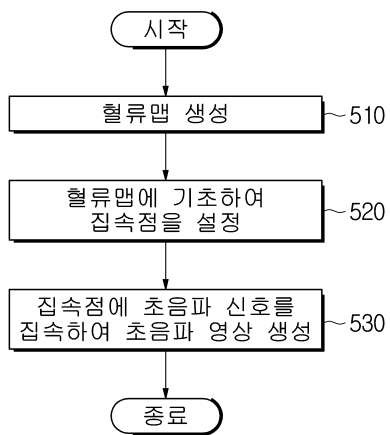 시작
혈류맵 생성
510
혈류맵에 기초하여
집속점을 설정
520
집속점에 초음파 신호를
집속하여 초음파 영상 생성
530
종료